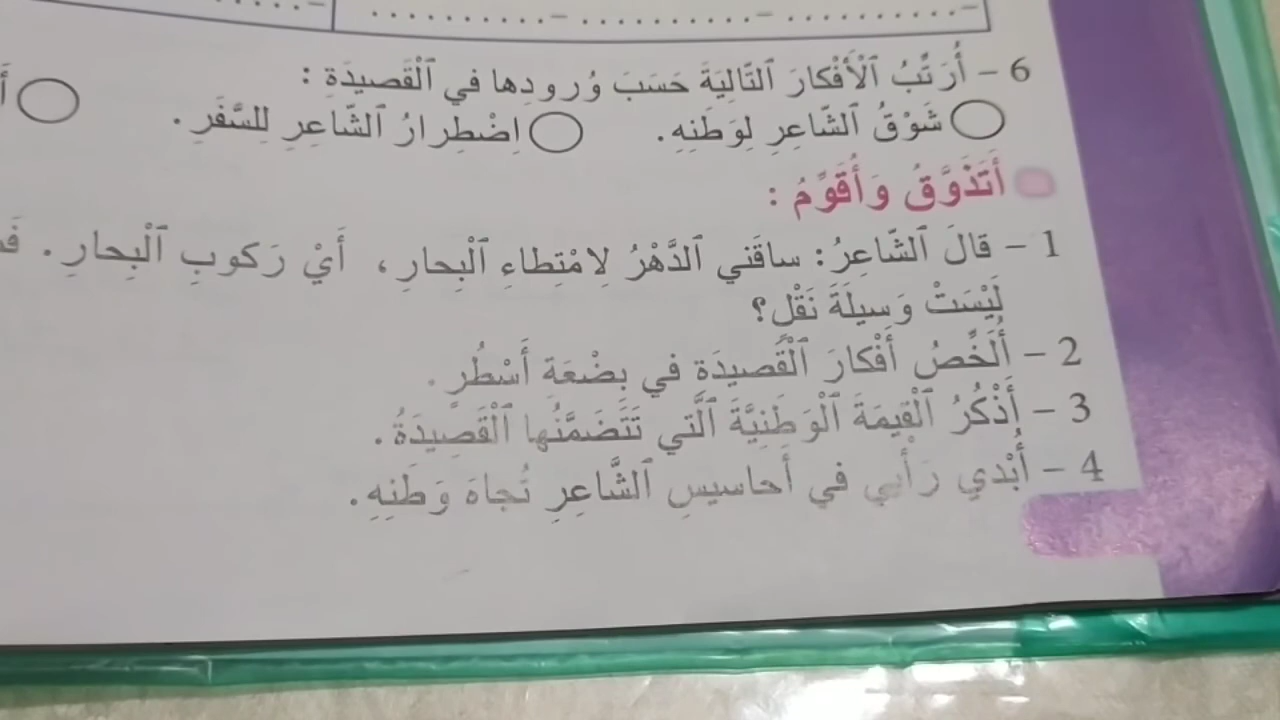 6 - أُرَتِّبُ ٱلْأَفْكارَ ٱلتّالِيَةَ حَسَبَ وُرودِها في ٱلْقَصيدَةِ :
شَوْقُ ٱلشّاعِرِ لِوَطَنِهِ. اِضْطِرارُ ٱلشّاعِرِ لِلسَّفَرِ.
أَتَذَوَّقُ وَأُقَوِّمُ :
1 - قالَ ٱلشّاعِرُ : ساقَني ٱلدَّهْرُ لِامْتِطاءِ ٱلْبِحارِ ، أَيْ رَكوبِ ٱلْبِحارِ .
لَيْسَتْ وَسيلَةَ نَقْلٍ؟
2 - أُلَخِّصُ أَفْكارَ ٱلْقَصيدَةِ في بِضْعَةِ أَسْطُرٍ .
3 - أَذْكُرُ ٱلْقيمَةَ ٱلْوَطَنِيَّةَ ٱلَّتي تَتَضَمَّنُها ٱلْقَصيدَةُ .
4 - أُبْدي رَأْيي في أَحاسيسِ ٱلشَّاعِرِ تُجاهَ وَطَنِهِ .